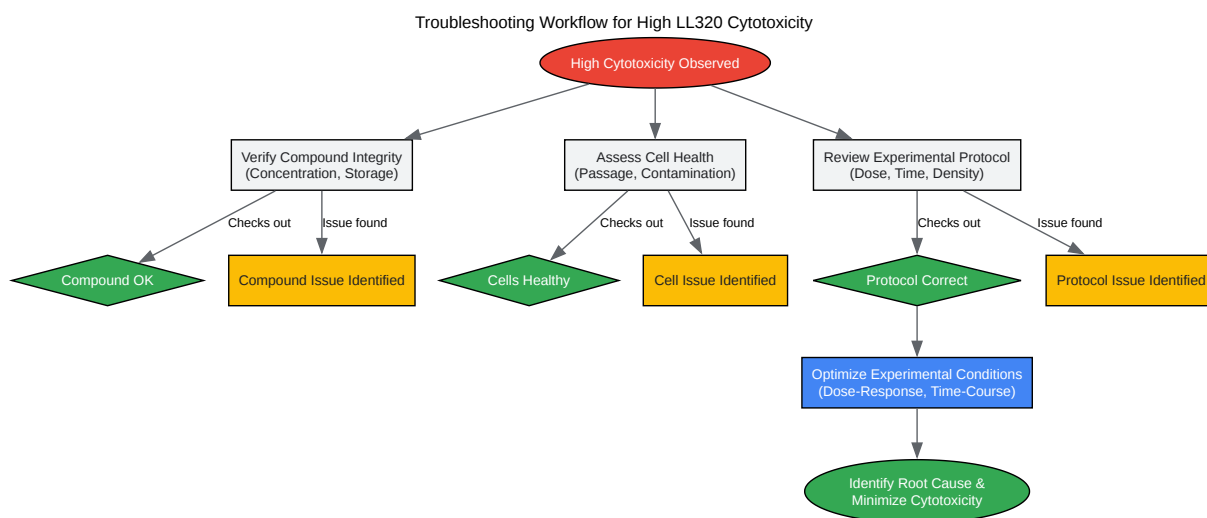 Troubleshooting Workflow for High LL320 Cytotoxicity
High Cytotoxicity Observed
Verify Compound Integrity
(Concentration, Storage)
Assess Cell Health
(Passage, Contamination)
Review Experimental Protocol
(Dose, Time, Density)
Checks out
Issue found
Checks out
Issue found
Checks out
Issue found
Compound OK
Compound Issue Identified
Cells Healthy
Cell Issue Identified
Protocol Correct
Protocol Issue Identified
Optimize Experimental Conditions
(Dose-Response, Time-Course)
Identify Root Cause &
Minimize Cytotoxicity